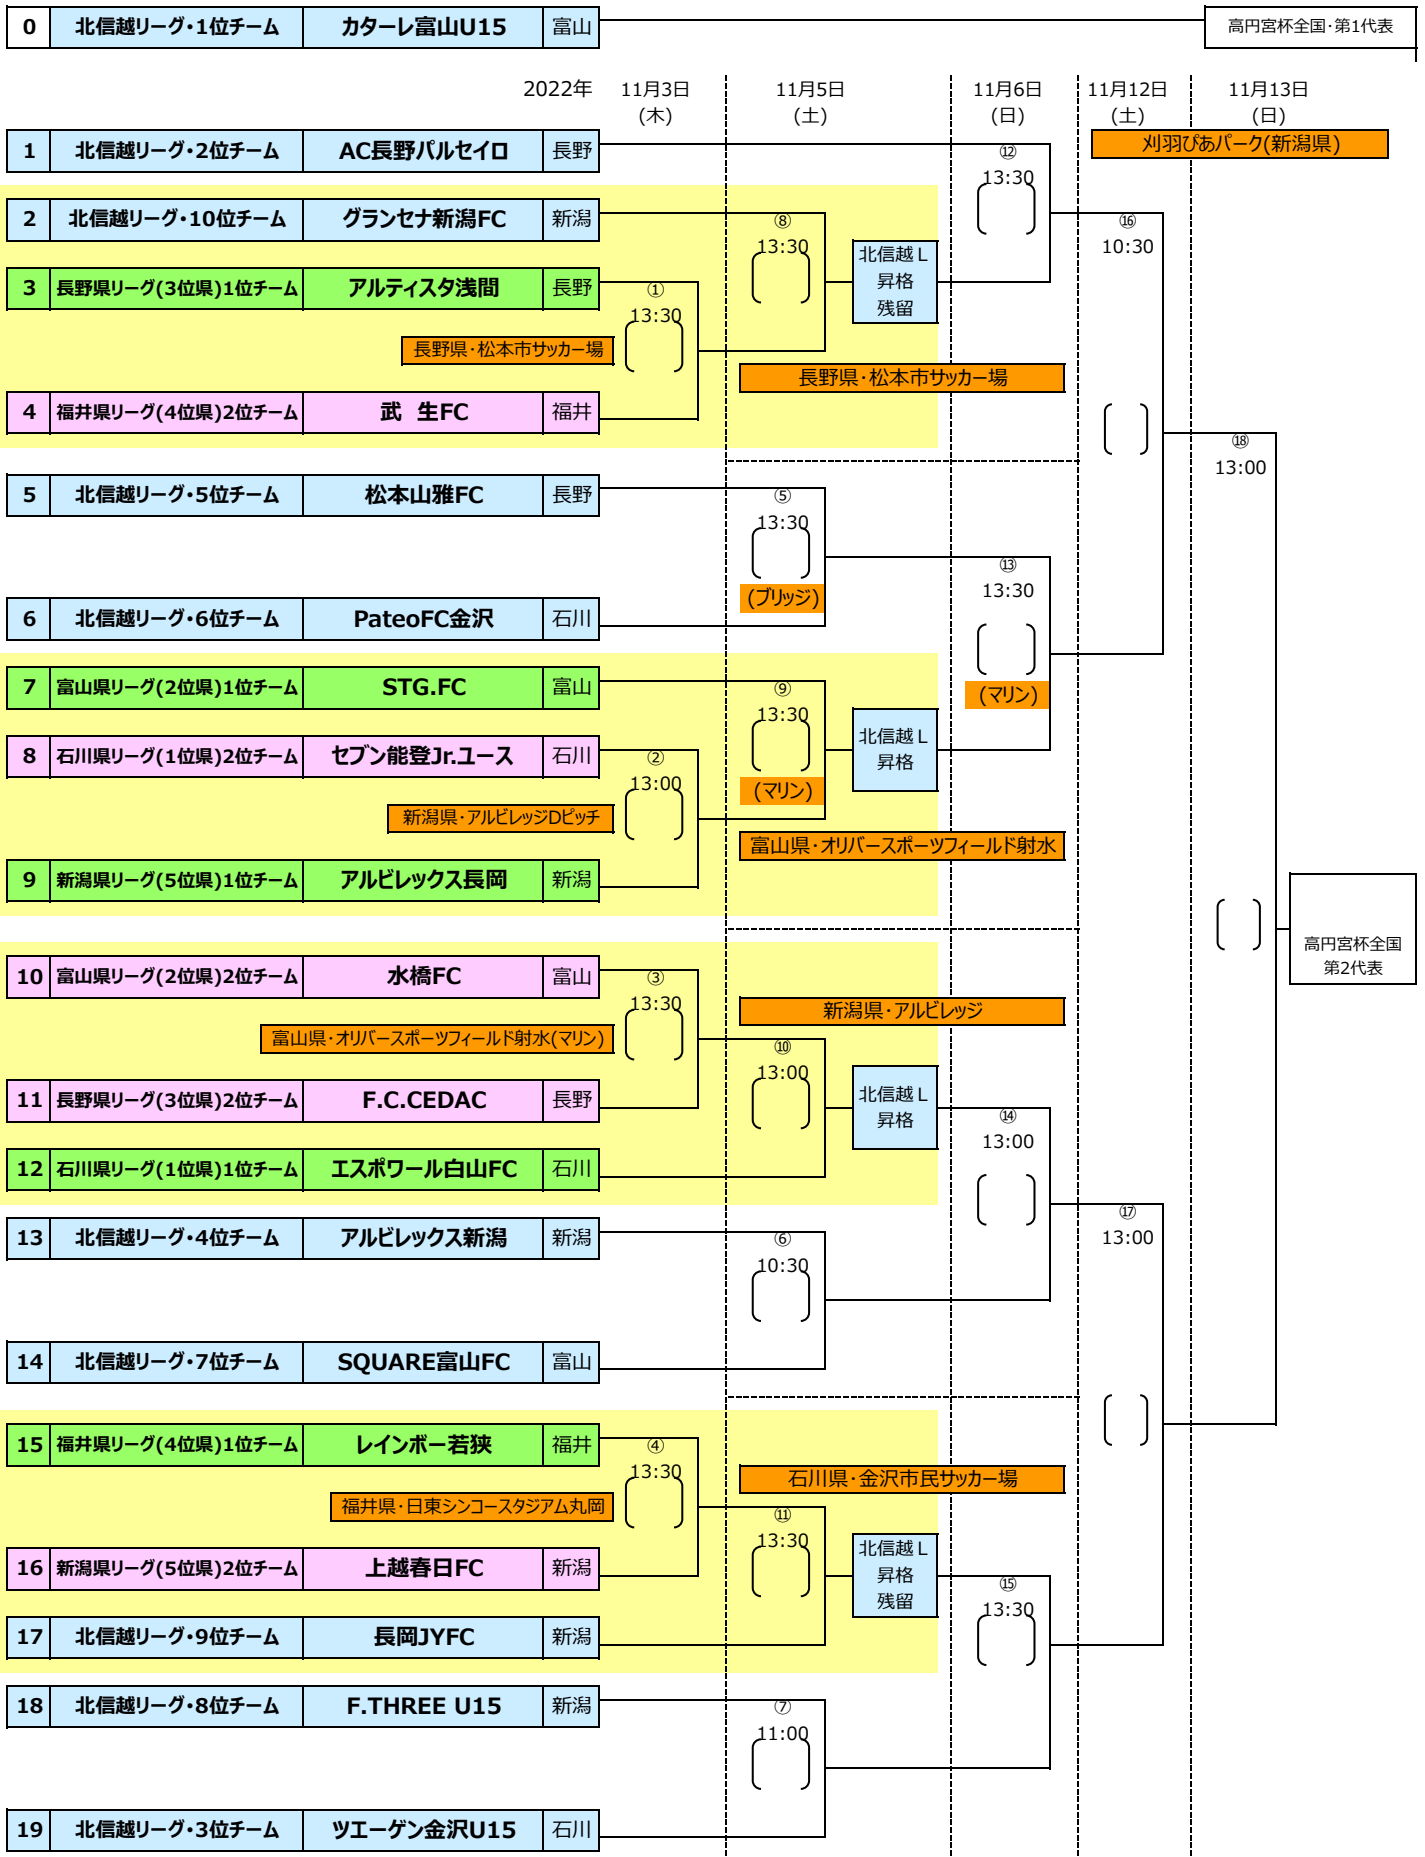 0 北信越リーグ・1位チーム カターレ富山U15 富山 高円宮杯全国・第1代表
2022年 11月3日 11月5日 11月6日 11月12日 11月13日
(木) (土) (日) (土) (日)
1 北信越リーグ・2位チーム AC長野パルセイロ 長野 ⑫ 刈羽ぴあパーク(新潟県)
13:30
2 北信越リーグ・10位チーム グランセナ新潟FC 新潟 ⑧ ⑯
13:30 北信越L 10:30
3 長野県リーグ(3位県)1位チーム アルティスタ浅間 長野 ① 昇格
13:30 残留
長野県・松本市サッカー場
長野県・松本市サッカー場
4 福井県リーグ(4位県)2位チーム 武 生FC 福井
⑱
13:00
5 北信越リーグ・5位チーム 松本山雅FC 長野 ⑤
13:30
⑬
13:30
(ブリッジ)
6 北信越リーグ・6位チーム PateoFC金沢 石川
7 富山県リーグ(2位県)1位チーム STG.FC 富山 ⑨ (マリン)
13:30
8 石川県リーグ(1位県)2位チーム セブン能登Jr.ユース 石川 ② 北信越L
昇格
13:00 (マリン)
新潟県・アルビレッジDピッチ
富山県・オリバースポーツフィールド射水
9 新潟県リーグ(5位県)1位チーム アルビレックス長岡 新潟
高円宮杯全国
第2代表
10 富山県リーグ(2位県)2位チーム 水橋FC 富山 ③
13:30 新潟県・アルビレッジ
富山県・オリバースポーツフィールド射水(マリン)
⑩
13:00
11 長野県リーグ(3位県)2位チーム F.C.CEDAC 長野 北信越L
昇格
⑭
13:00
12 石川県リーグ(1位県)1位チーム エスポワール白山FC 石川
13 北信越リーグ・4位チーム アルビレックス新潟 新潟 ⑥ ⑰
10:30 13:00
14 北信越リーグ・7位チーム SQUARE富山FC 富山
15 福井県リーグ(4位県)1位チーム レインボー若狭 福井 ④
13:30 石川県・金沢市民サッカー場
福井県・日東シンコースタジアム丸岡
⑪
13:30
16 新潟県リーグ(5位県)2位チーム 上越春日FC 新潟 北信越L
昇格
残留
⑮
13:30
17 北信越リーグ・9位チーム 長岡JYFC 新潟
18 北信越リーグ・8位チーム F.THREE U15 新潟 ⑦
11:00
19 北信越リーグ・3位チーム ツエーゲン金沢U15 石川